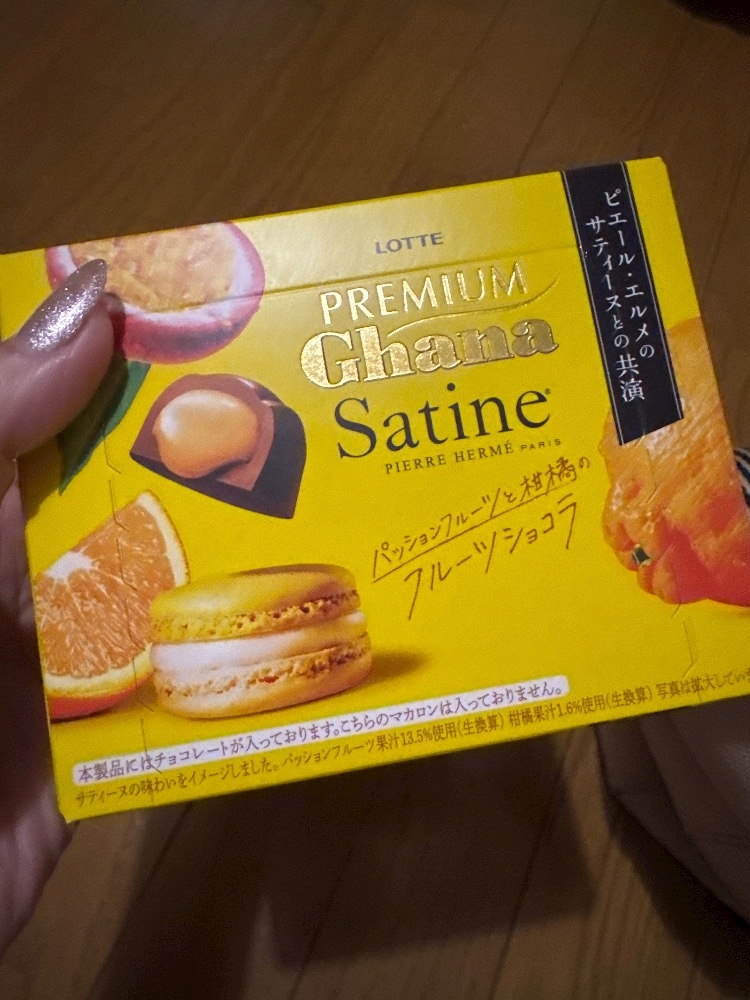 LOTTE
PREMIUM
Ghana
Satine®
PIERRE HERMÉ PARIS
パッションフルーツと柑橘の
フルーツショコラ
ピエール・エルメの
サティーヌとの共演
本製品にはチョコレートが入っております。こちらのマカロンは入っておりません。
サティーヌの味わいをイメージしました。パッションフルーツ果汁13.5%使用(生換算) 柑橘果汁1.6%使用(生換算) 写真は拡大してい